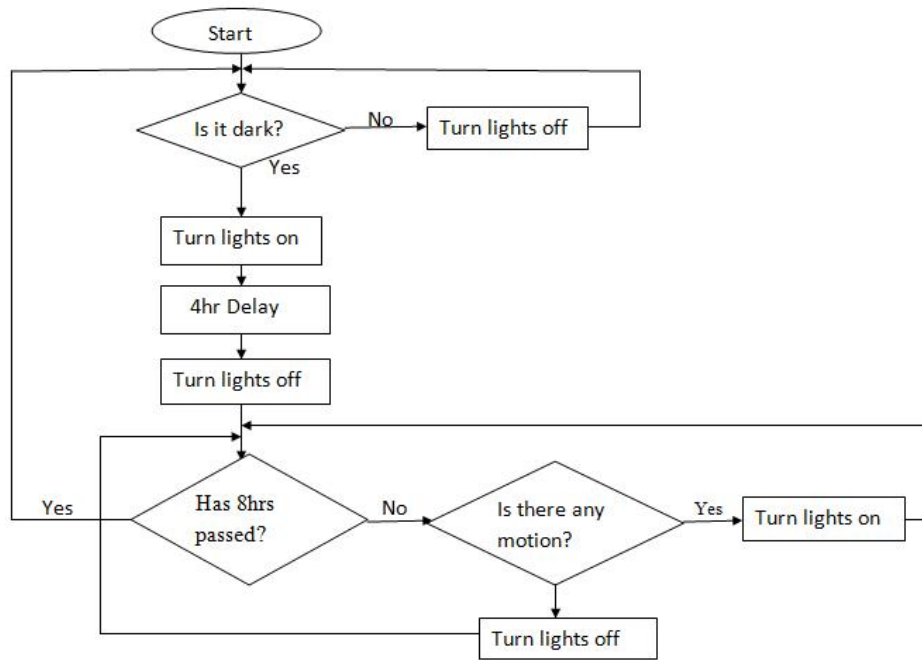 Start
Is it dark?
No
Turn lights off
Yes
Turn lights on
4hr Delay
Turn lights off
Yes
Has 8hrs
passed?
No
Is there any
motion?
Yes
Turn lights on
Turn lights off